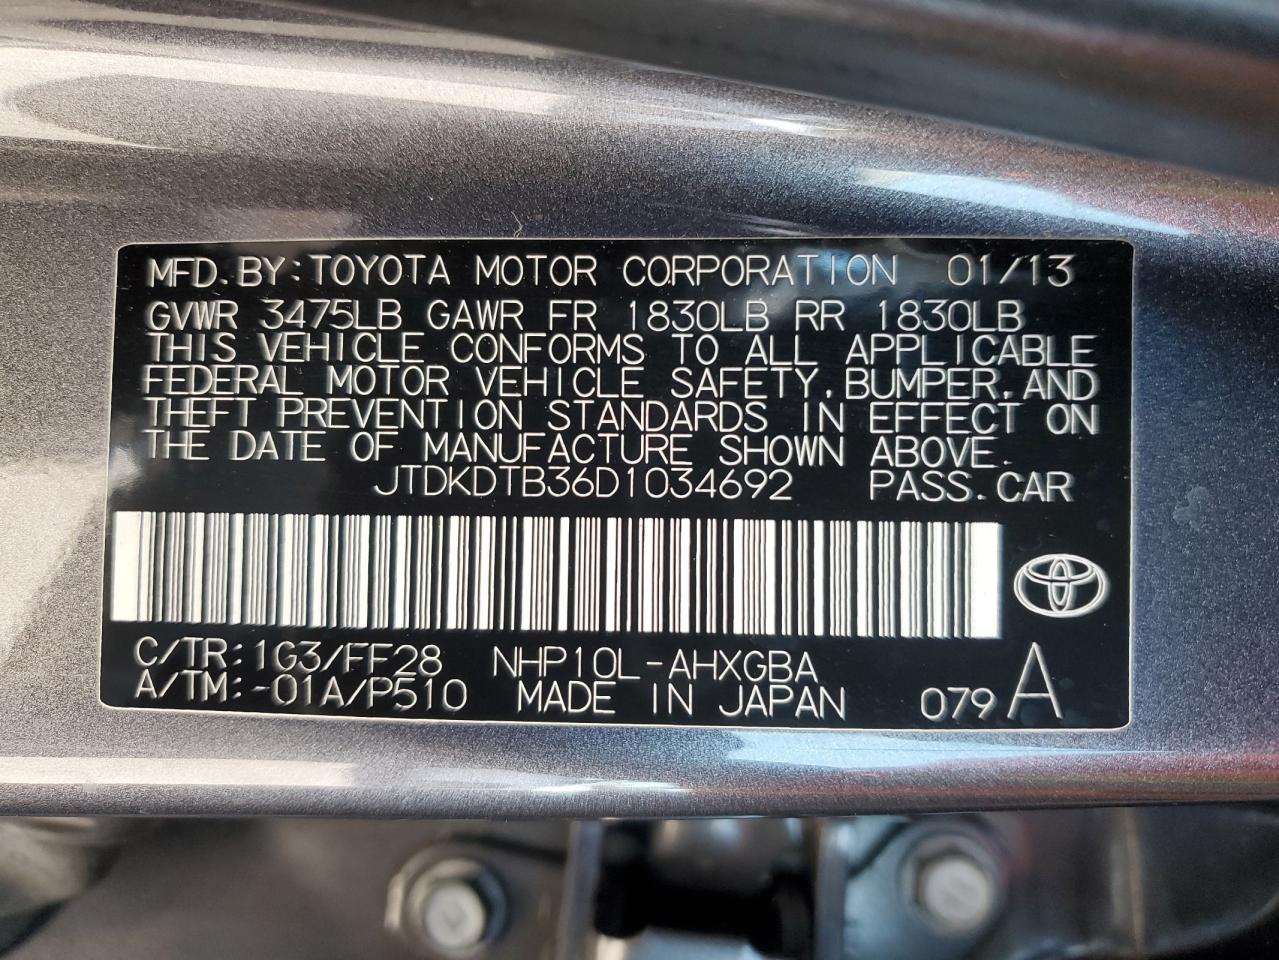 MFD. BY: TOYOTA MOTOR CORPORATION 01/13
GVWR 3475LB GAWR FR 1830LB RR 1830LB
THIS VEHICLE CONFORMS TO ALL APPLICABLE
FEDERAL MOTOR VEHICLE SAFETY, BUMPER, AND
THEFT PREVENTION STANDARDS IN EFFECT ON
THE DATE OF MANUFACTURE SHOWN ABOVE.
JTDKDTB36D1034692 PASS. CAR
C/TR: 1G3/FF28 NHP10L-AHXGBA
A/TM: -01A/P510 MADE IN JAPAN 079 A